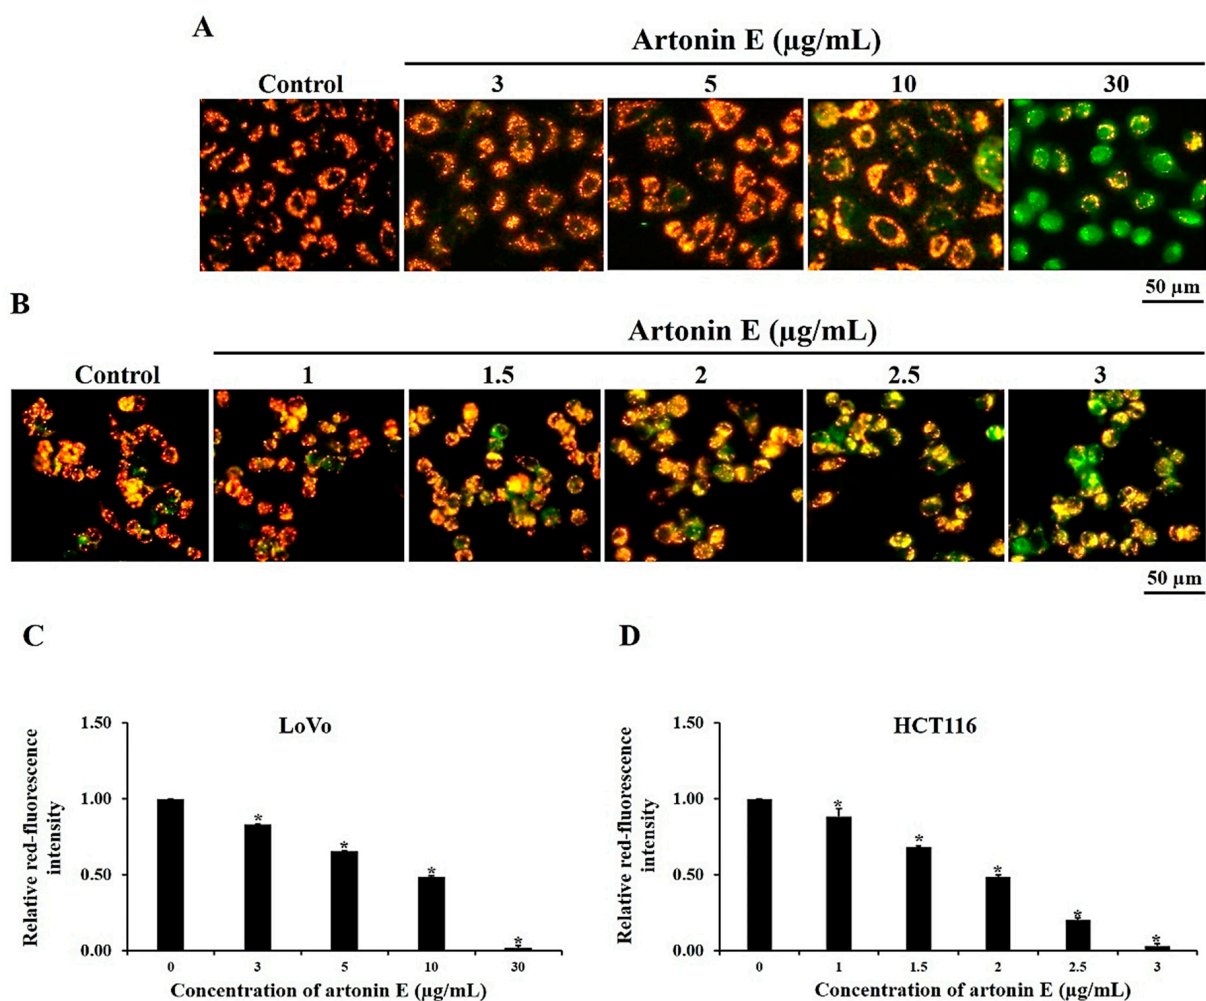 A
Artonin E (µg/mL)
Control 3 5 10 30
50 µm
B
Artonin E (µg/mL)
Control 1 1.5 2 2.5 3
50 µm
C
LoVo
Relative red-fluorescence
intensity
1.50
1.00
0.50
0.00
* * * *
0 3 5 10 30
Concentration of artonin E (µg/mL)
D
HCT116
Relative red-fluorescence
intensity
1.50
1.00
0.50
0.00
* * * * *
0 1 1.5 2 2.5 3
Concentration of artonin E (µg/mL)